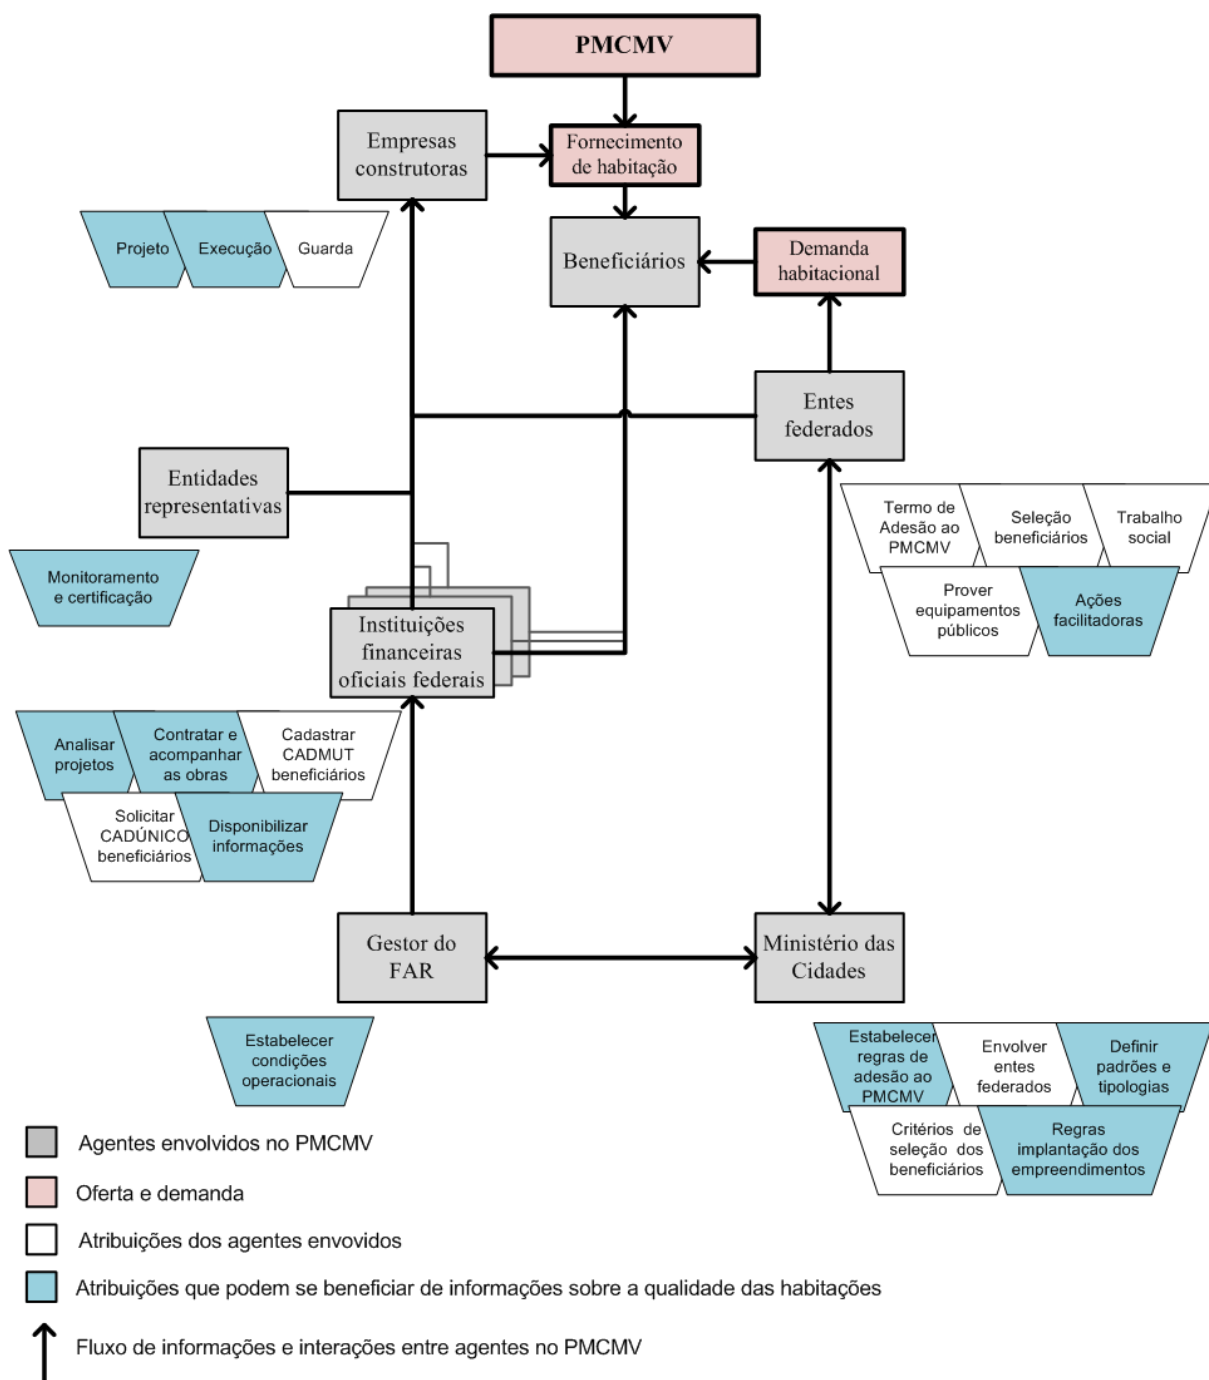 PMCMV
Empresas
construtoras
Fornecimento
de habitação
Projeto
Execução
Guarda
Beneficiários
Demanda
habitacional
Entes
federados
Entidades
representativas
Termo de
Adesão ao
PMCMV
Seleção
beneficiários
Trabalho
social
Prover
equipamentos
públicos
Ações
facilitadoras
Monitoramento
e certificação
Instituições
financeiras
oficiais federais
Analisar
projetos
Contratar e
acompanhar
as obras
Cadastrar
CADMUT
beneficiários
Solicitar
CADÚNICO
beneficiários
Disponibilizar
informações
Gestor do
FAR
Ministério das
Cidades
Estabelecer
condições
operacionais
Estabelecer
regras de
adesão ao
PMCMV
Envolver
entes
federados
Definir
padrões e
tipologias
Critérios de
seleção dos
beneficiários
Regras
implantação dos
empreendimentos
Agentes envolvidos no PMCMV
Oferta e demanda
Atribuições dos agentes envovidos
Atribuições que podem se beneficiar de informações sobre a qualidade das habitações
Fluxo de informações e interações entre agentes no PMCMV